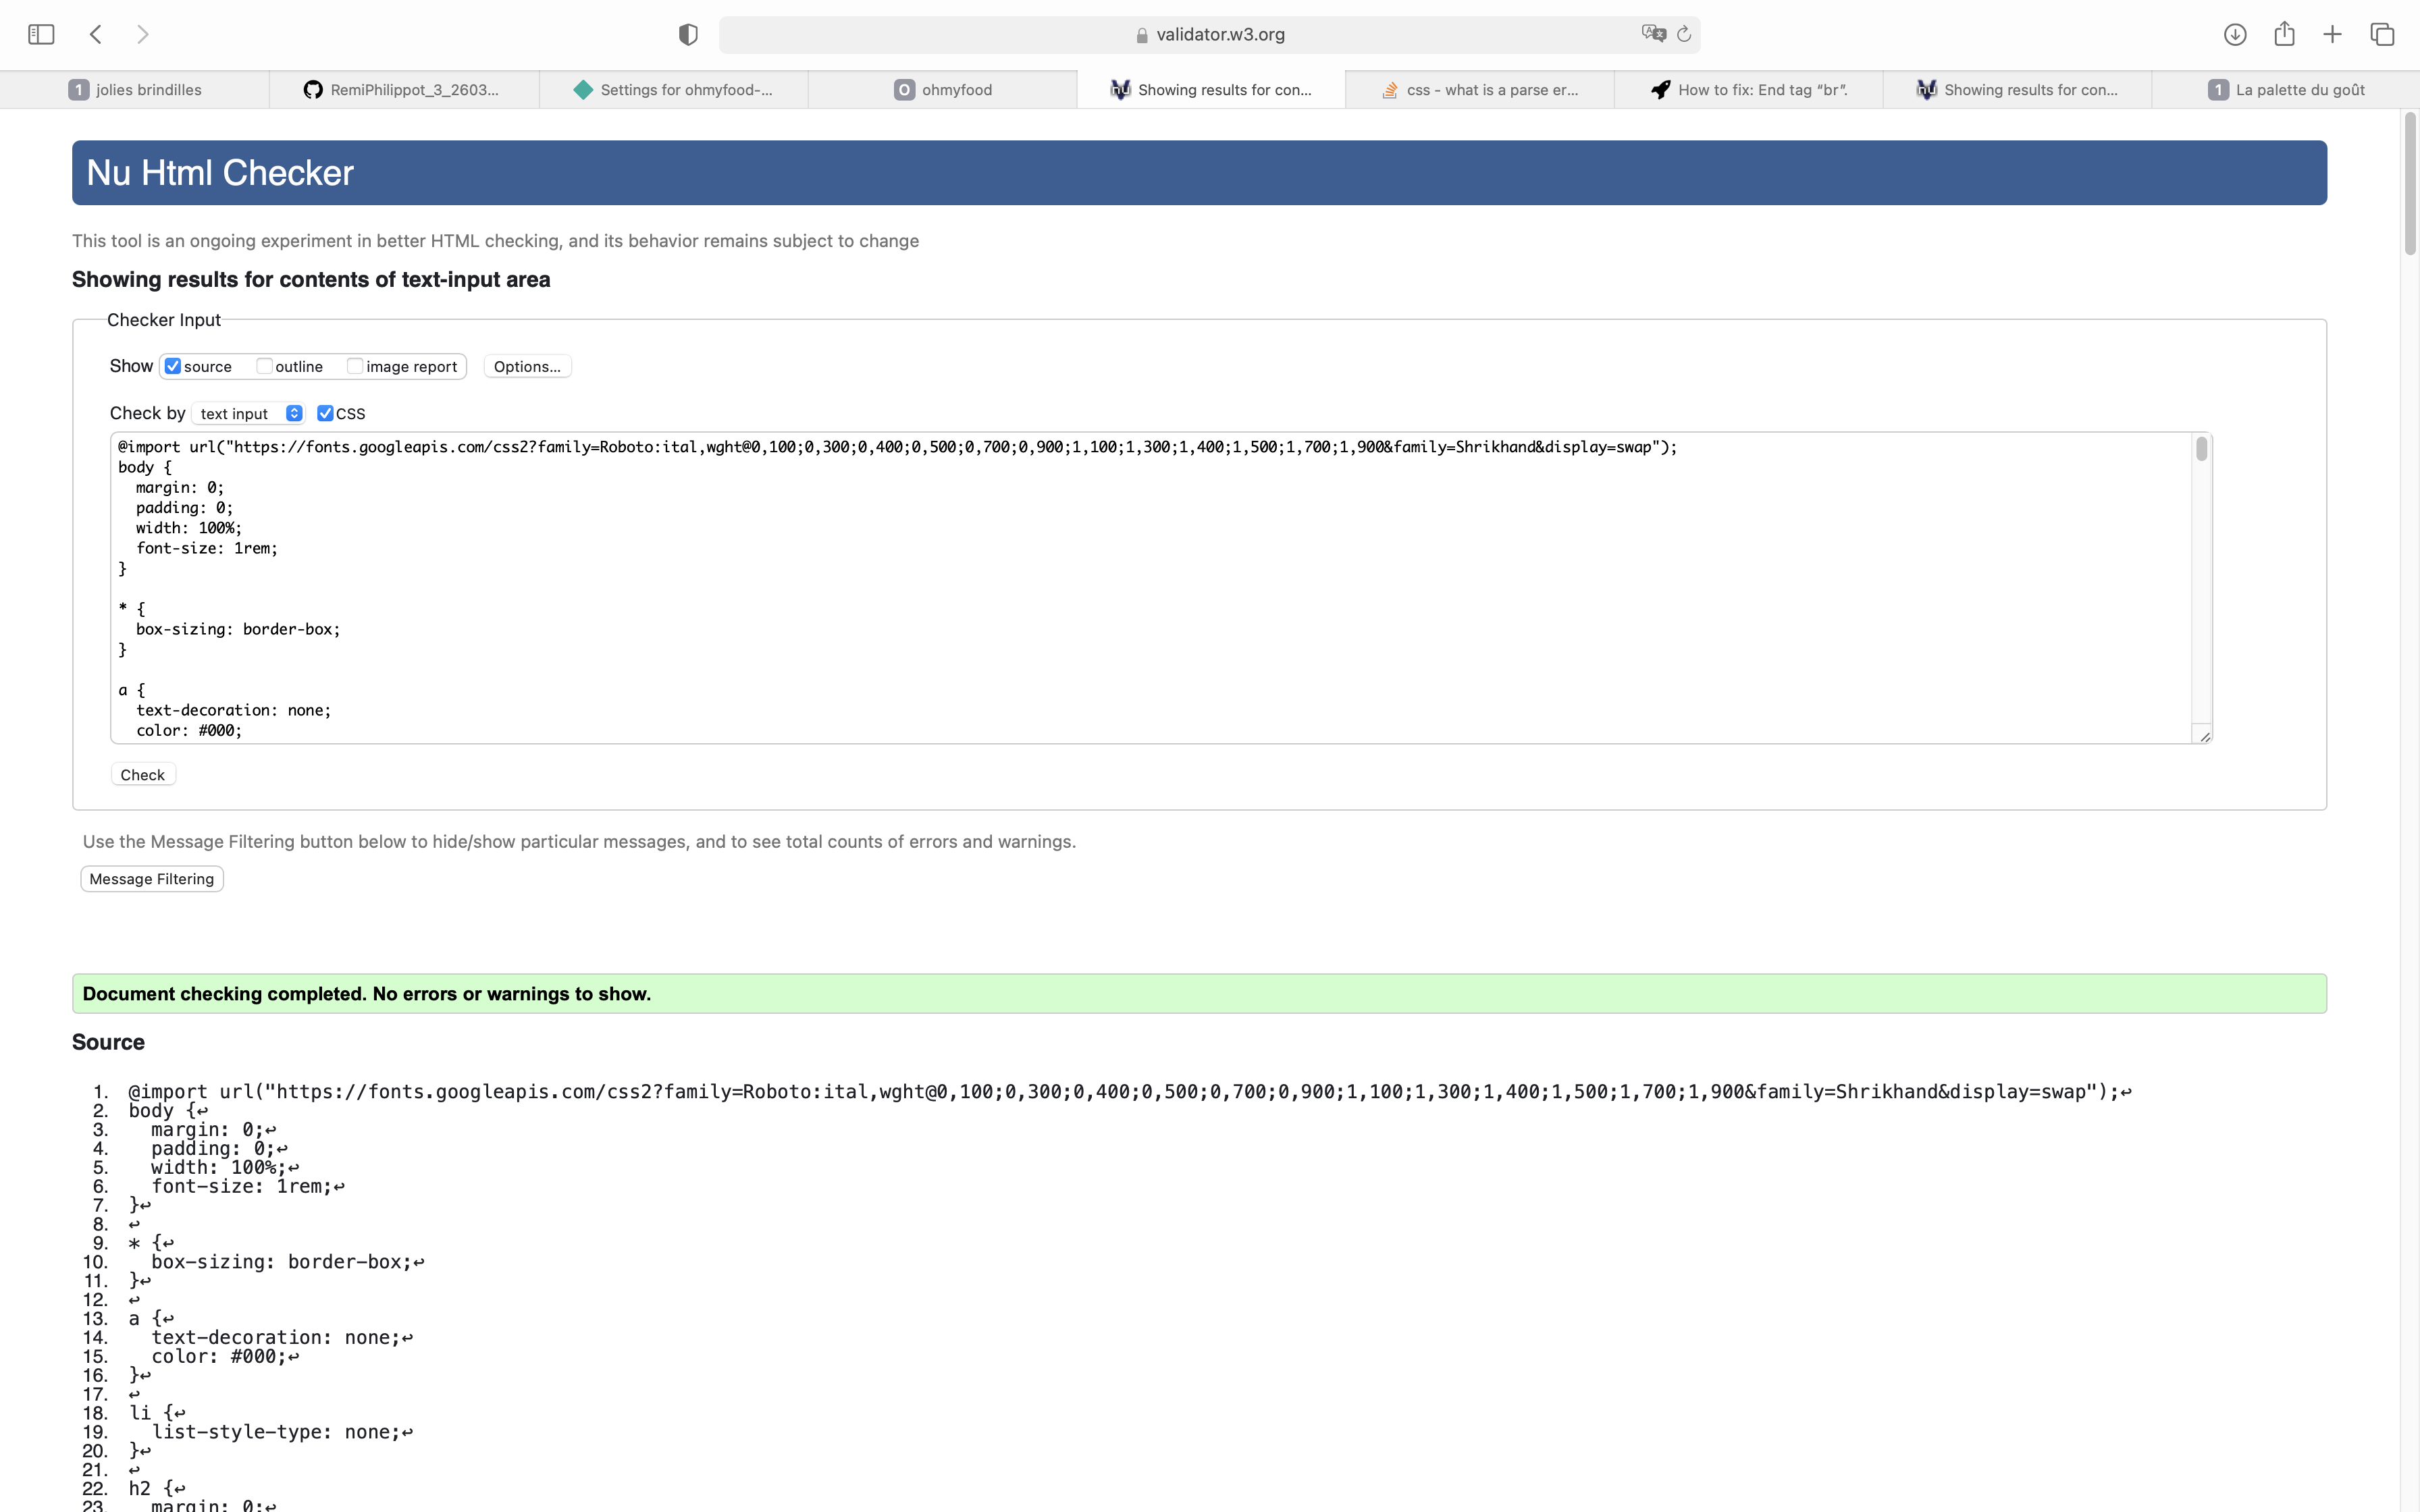 validator.w3.org
1 jolies brindilles
RemiPhilippot_3_2603...
Settings for ohmyfood-...
O ohmyfood
Showing results for con...
css - what is a parse er...
How to fix: End tag “br”.
Showing results for con...
1 La palette du goût
Nu Html Checker
This tool is an ongoing experiment in better HTML checking, and its behavior remains subject to change
Showing results for contents of text-input area
Checker Input
Show source outline image report Options...
Check by text input CSS
@import url("https://fonts.googleapis.com/css2?family=Roboto:ital,wght@0,100;0,300;0,400;0,500;0,700;0,900;1,100;1,300;1,400;1,500;1,700;1,900&family=Shrikhand&display=swap");
body {
  margin: 0;
  padding: 0;
  width: 100%;
  font-size: 1rem;
}
* {
  box-sizing: border-box;
}
a {
  text-decoration: none;
  color: #000;
Check
Use the Message Filtering button below to hide/show particular messages, and to see total counts of errors and warnings.
Message Filtering
Document checking completed. No errors or warnings to show.
Source
1. @import url("https://fonts.googleapis.com/css2?family=Roboto:ital,wght@0,100;0,300;0,400;0,500;0,700;0,900;1,100;1,300;1,400;1,500;1,700;1,900&family=Shrikhand&display=swap");↩
2. body {↩
3.   margin: 0;↩
4.   padding: 0;↩
5.   width: 100%;↩
6.   font-size: 1rem;↩
7. }↩
8. ↩
9. * {↩
10.   box-sizing: border-box;↩
11. }↩
12. ↩
13. a {↩
14.   text-decoration: none;↩
15.   color: #000;↩
16. }↩
17. ↩
18. li {↩
19.   list-style-type: none;↩
20. }↩
21. ↩
22. h2 {↩
23.   margin: 0;↩